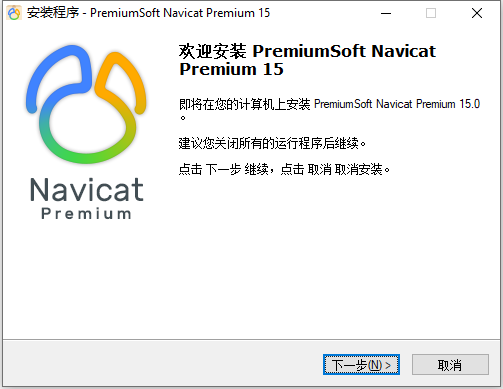 安装程序 - PremiumSoft Navicat Premium 15
欢迎安装 PremiumSoft Navicat
Premium 15
即将在您的计算机上安装 PremiumSoft Navicat Premium 15.0
。
建议您关闭所有的运行程序后继续。
点击 下一步 继续，点击 取消 取消安装。
Navicat
Premium
下一步(N) >
取消